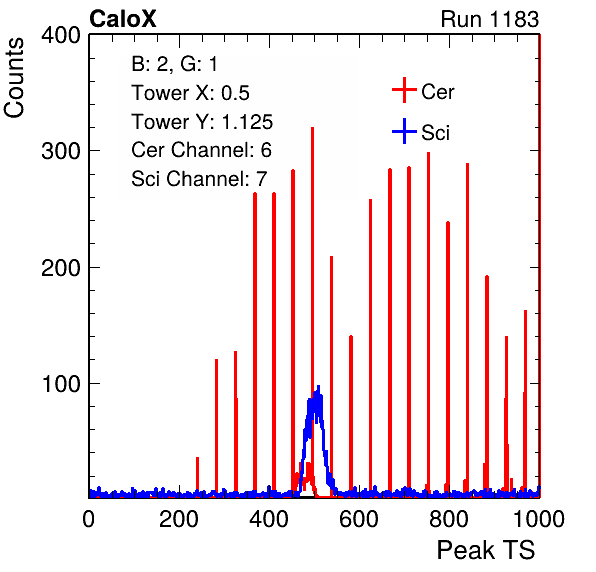 CaloX Run 1183
400
Counts
B: 2, G: 1
Tower X: 0.5
Tower Y: 1.125
Cer Channel: 6
Sci Channel: 7
Cer
Sci
300
200
100
0 200 400 600 800 1000
Peak TS